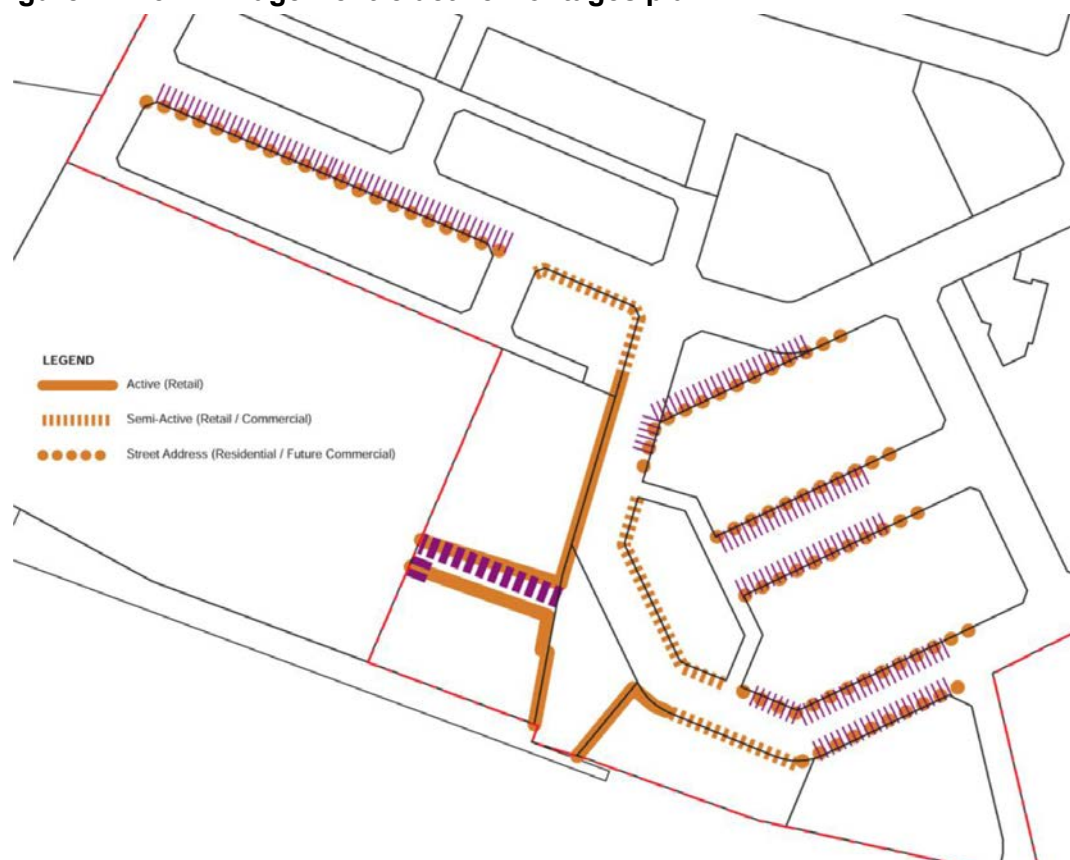 LEGEND
Active (Retail)
Semi-Active (Retail / Commercial)
Street Address (Residential / Future Commercial)